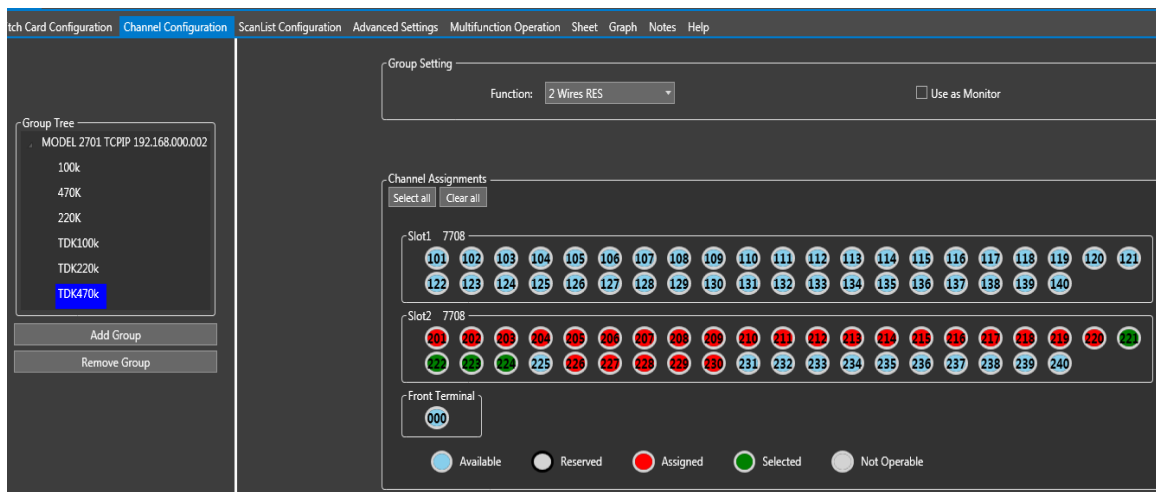 tch Card Configuration Channel Configuration ScanList Configuration Advanced Settings Multifunction Operation Sheet Graph Notes Help
Group Setting
Function: 2 Wires RES Use as Monitor
Group Tree
MODEL 2701 TCPIP 192.168.000.002
100k
470K
220K
TDK100k
TDK220k
TDK470k
Add Group
Remove Group
Channel Assignments
Select all Clear all
Slot1 7708
101 102 103 104 105 106 107 108 109 110 111 112 113 114 115 116 117 118 119 120 121
122 123 124 125 126 127 128 129 130 131 132 133 134 135 136 137 138 139 140
Slot2 7708
201 202 203 204 205 206 207 208 209 210 211 212 213 214 215 216 217 218 219 220 221
222 223 224 225 226 227 228 229 230 231 232 233 234 235 236 237 238 239 240
Front Terminal
000
Available Reserved Assigned Selected Not Operable